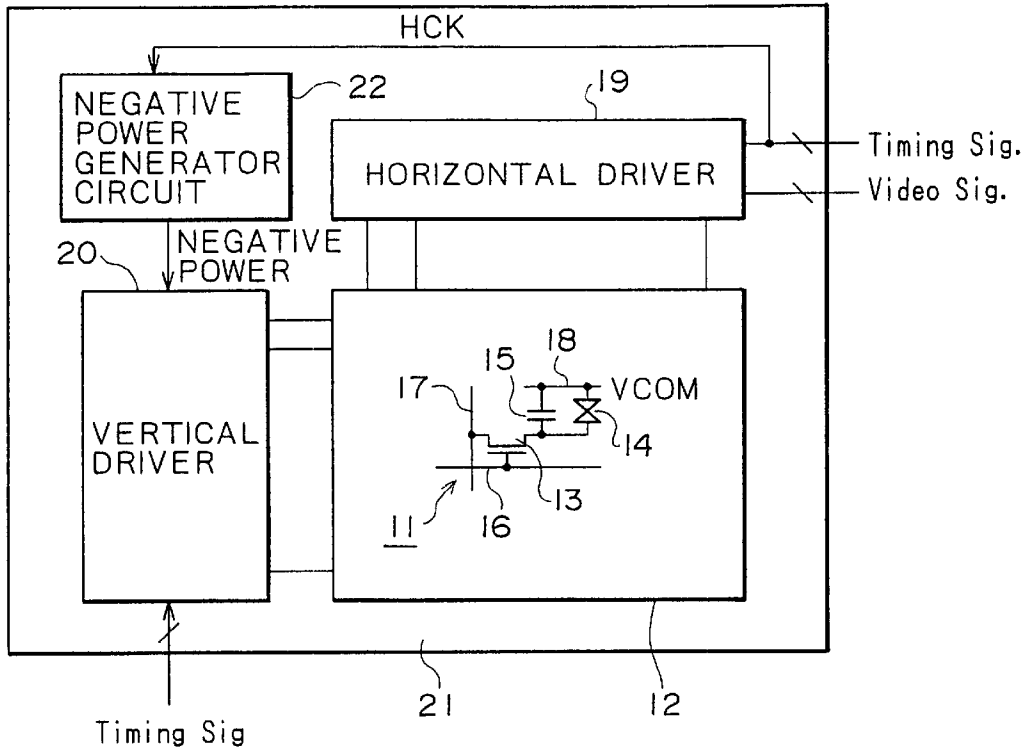 HCK
22
NEGATIVE
POWER
GENERATOR
CIRCUIT
19
HORIZONTAL DRIVER
Timing Sig.
Video Sig.
20
NEGATIVE
POWER
VERTICAL
DRIVER
17
15
18
VCOM
14
13
16
11
21
12
Timing Sig